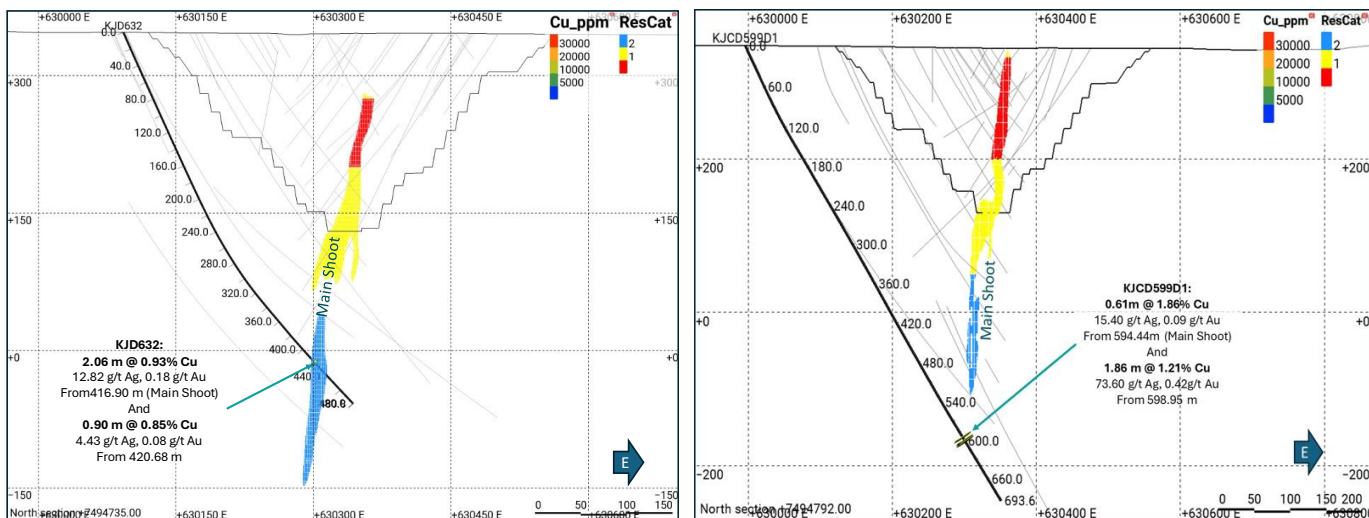 +630000 E
+630150 E
+630300 E
+630450 E
KJD632
0.0
40.0
80.0
120.0
160.0
200.0
240.0
280.0
320.0
360.0
400.0
440.
480.6
Cu_ppm
30000
20000
10000
5000
ResCat
2
1
+300
+300
+150
+150
+0
+0
-150
Main Shoot
KJD632:
2.06 m @ 0.93% Cu
12.82 g/t Ag, 0.18 g/t Au
From416.90 m (Main Shoot)
And
0.90 m @ 0.85% Cu
4.43 g/t Ag, 0.08 g/t Au
From 420.68 m
E
0 50 100 150
North section +7494735.00
+630000 E
+630150 E
+630300 E
+630450 E
+630600 E
+630000 E
+630200 E
+630400 E
+630600 E
KJCD599D1
0.0
60.0
120.0
180.0
240.0
300.0
360.0
420.0
480.0
540.0
600.0
660.0
693.6
Cu_ppm
30000
20000
10000
5000
ResCat
2
1
+200
+200
+0
+0
-200
-200
Main Shoot
KJCD599D1:
0.61m @ 1.86% Cu
15.40 g/t Ag, 0.09 g/t Au
From 594.44m (Main Shoot)
And
1.86 m @ 1.21% Cu
73.60 g/t Ag, 0.42g/t Au
From 598.95 m
E
0 50 100 150 200
North section +7494792.00
+630000 E
+630200 E
+630400 E
+630600 E